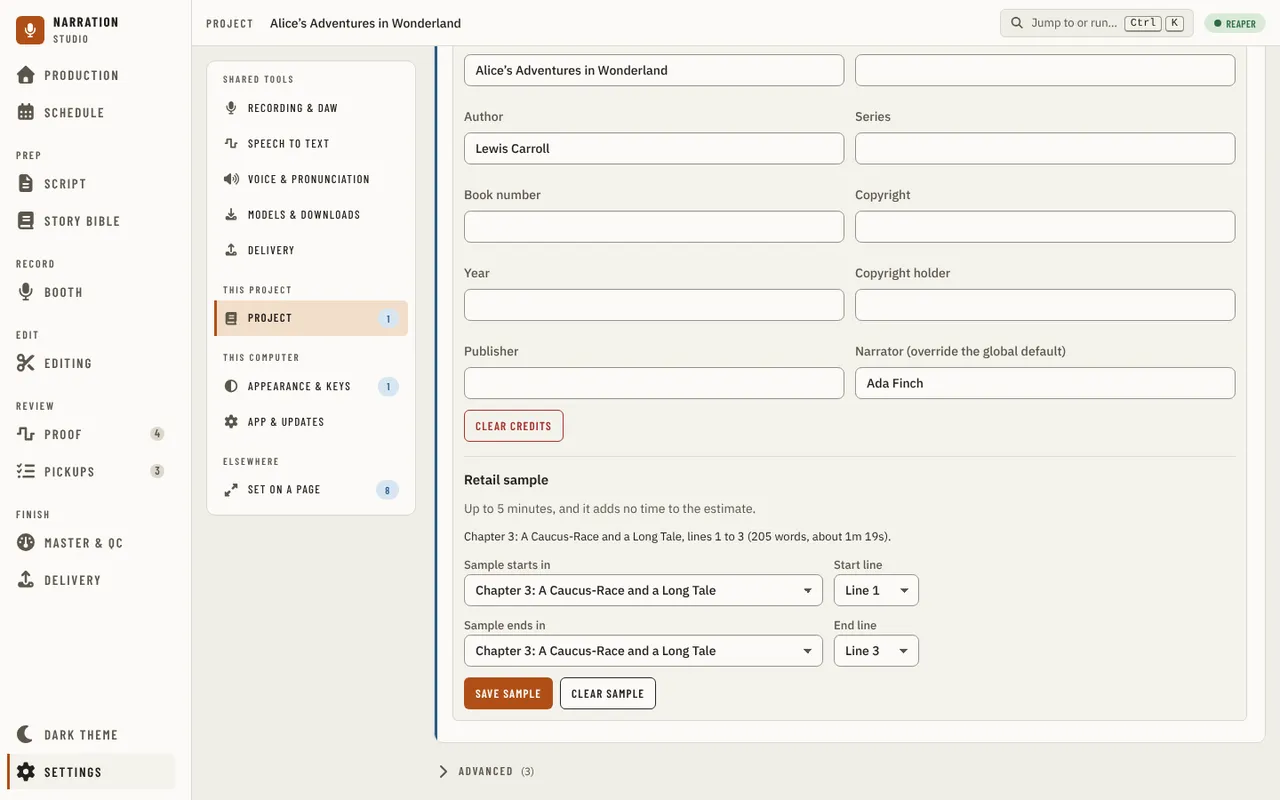 NARRATION
STUDIO
PRODUCTION
SCHEDULE
PREP
SCRIPT
STORY BIBLE
RECORD
BOOTH
EDIT
EDITING
REVIEW
PROOF 4
PICKUPS 3
FINISH
MASTER & QC
DELIVERY
DARK THEME
SETTINGS
PROJECT Alice’s Adventures in Wonderland
Jump to or run… Ctrl K
REAPER
SHARED TOOLS
RECORDING & DAW
SPEECH TO TEXT
VOICE & PRONUNCIATION
MODELS & DOWNLOADS
DELIVERY
THIS PROJECT
PROJECT 1
THIS COMPUTER
APPEARANCE & KEYS 1
APP & UPDATES
ELSEWHERE
SET ON A PAGE 8
Alice’s Adventures in Wonderland
Author Series
Lewis Carroll
Book number Copyright
Year Copyright holder
Publisher Narrator (override the global default)
Ada Finch
CLEAR CREDITS
Retail sample
Up to 5 minutes, and it adds no time to the estimate.
Chapter 3: A Caucus-Race and a Long Tale, lines 1 to 3 (205 words, about 1m 19s).
Sample starts in Start line
Chapter 3: A Caucus-Race and a Long Tale Line 1
Sample ends in End line
Chapter 3: A Caucus-Race and a Long Tale Line 3
SAVE SAMPLE CLEAR SAMPLE
ADVANCED (3)